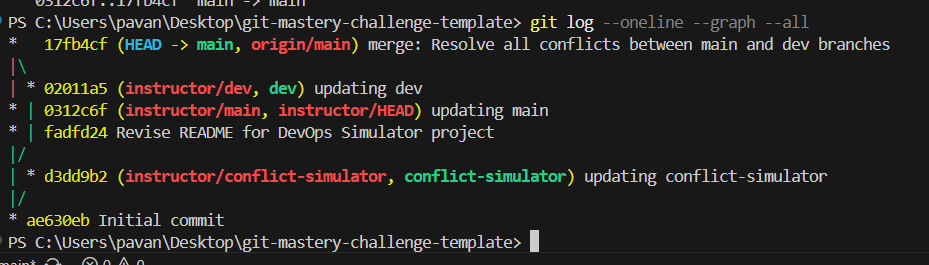 0312c6f..17fb4cf main -> main
PS C:\Users\pavan\Desktop\git-mastery-challenge-template> git log --oneline --graph --all
*   17fb4cf (HEAD -> main, origin/main) merge: Resolve all conflicts between main and dev branches
|\
| * 02011a5 (instructor/dev, dev) updating dev
* | 0312c6f (instructor/main, instructor/HEAD) updating main
* | fadfd24 Revise README for DevOps Simulator project
|/
| * d3dd9b2 (instructor/conflict-simulator, conflict-simulator) updating conflict-simulator
|/
* ae630eb Initial commit
PS C:\Users\pavan\Desktop\git-mastery-challenge-template>
main* 0 0